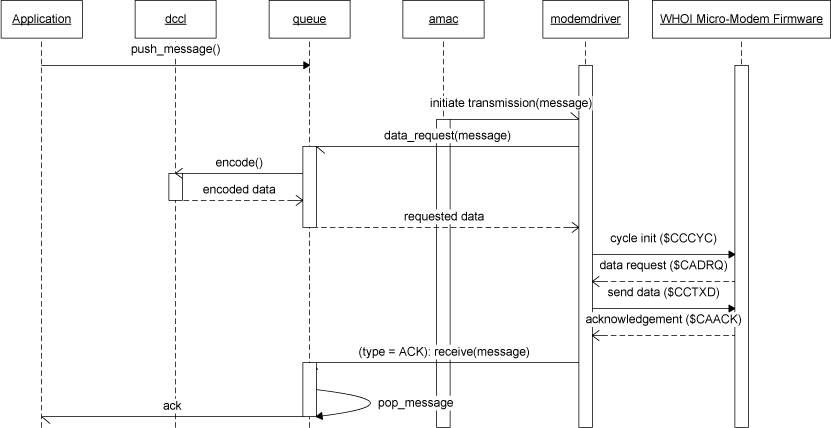 Application
dccl
queue
amac
modemdriver
WHOI Micro-Modem Firmware
push_message()
initiate transmission(message)
data_request(message)
encode()
encoded data
requested data
cycle init ($CCCYC)
data request ($CADRQ)
send data ($CCTXD)
acknowledgement ($CAACK)
(type = ACK): receive(message)
pop_message
ack